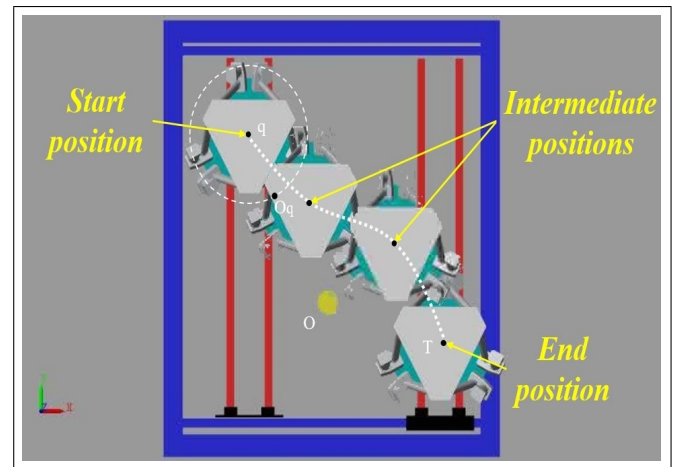 Start
position
Intermediate
positions
q
Oq
O
T
End
position